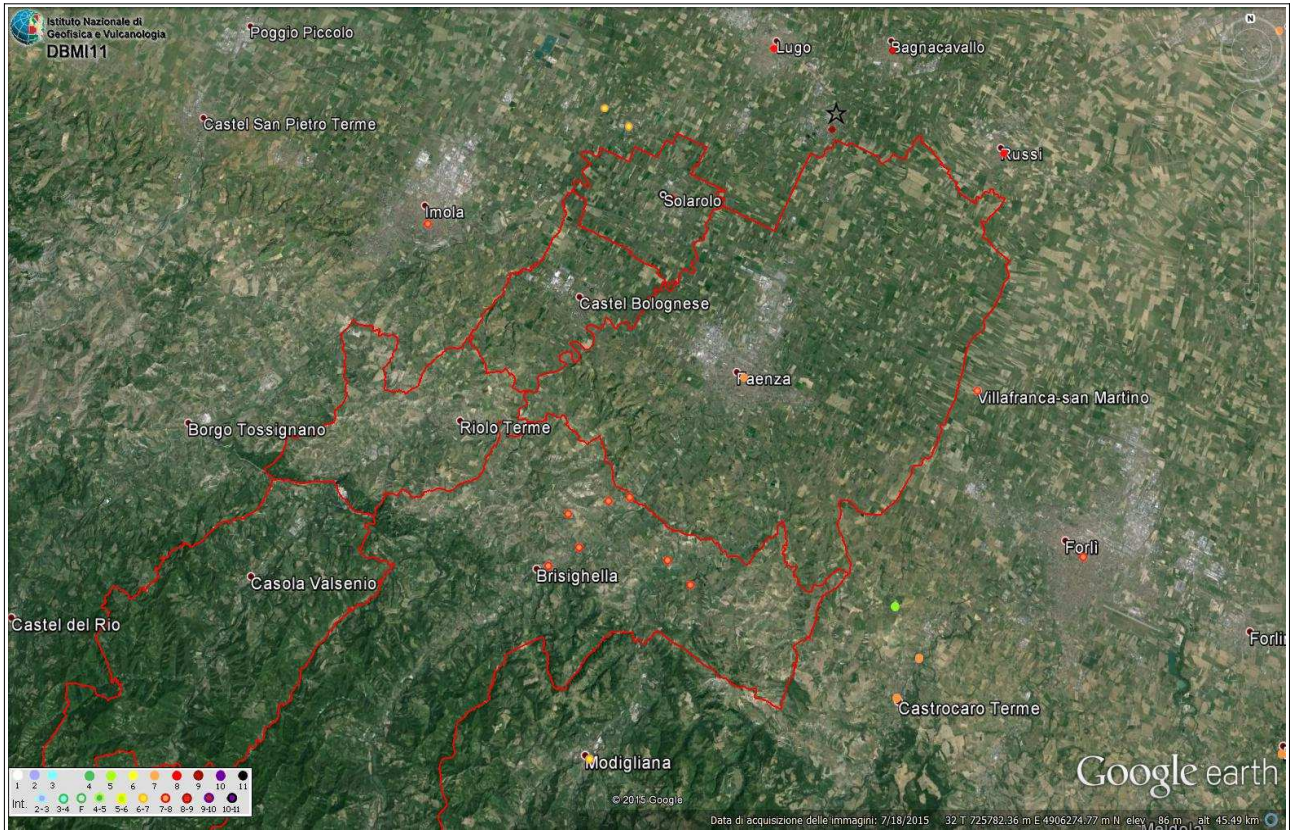 Istituto Nazionale di
Geofisica e Vulcanologia
DBMI11
Poggio Piccolo
Lugo
Bagnacavallo
N
Castel San Pietro Terme
Russi
Solarolo
Imola
Castel Bolognese
Faenza
Villafranca-san Martino
Borgo Tossignano
Riolo Terme
Forlì
Brisighella
Casola Valsenio
Castel del Rio
Forlim
Castrocaro Terme
Modigliana
1 2 3 4 5 6 7 8 9 10 11
Int. 2-3 3-4 F 4-5 5-6 6-7 7-8 8-9 9-10 10-11
© 2015 Google
Google earth
Data di acquisizione delle immagini: 7/18/2015 32 T 725782.36 m E 4906274.77 m N elev 86 m alt 45.49 km
Meldola